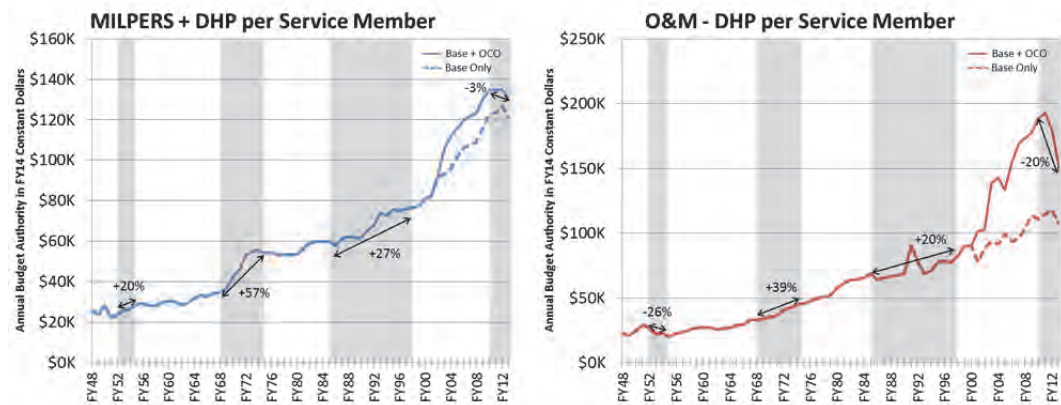 MILPERS + DHP per Service Member
Annual Budget Authority in FY14 Constant Dollars
$160K
$140K
$120K
$100K
$80K
$60K
$40K
$20K
$0K
Base + OCO
Base Only
-3%
+20%
+57%
+27%
FY48
FY52
FY56
FY60
FY64
FY68
FY72
FY76
FY80
FY84
FY88
FY92
FY96
FY00
FY04
FY08
FY12
O&M - DHP per Service Member
Annual Budget Authority in FY14 Constant Dollars
$250K
$200K
$150K
$100K
$50K
$0K
Base + OCO
Base Only
-20%
+20%
+39%
-26%
FY48
FY52
FY56
FY60
FY64
FY68
FY72
FY76
FY80
FY84
FY88
FY92
FY96
FY00
FY04
FY08
FY12